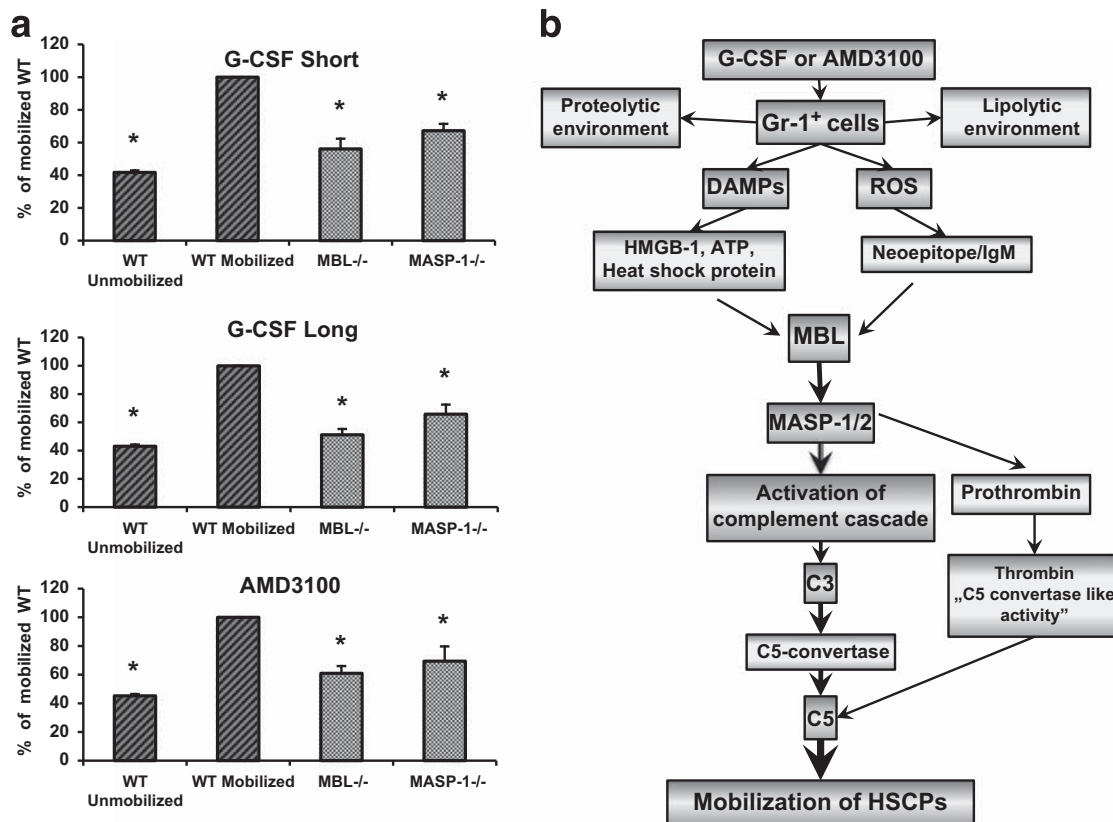 a
G-CSF Short
% of mobilized WT
120
100
80
60
40
20
0
*
*
*
WT
Unmobilized
WT Mobilized
MBL-/-
MASP-1-/-
G-CSF Long
% of mobilized WT
120
100
80
60
40
20
0
*
*
*
WT
Unmobilized
WT Mobilized
MBL-/-
MASP-1-/-
AMD3100
% of mobilized WT
120
100
80
60
40
20
0
*
*
*
WT
Unmobilized
WT Mobilized
MBL-/-
MASP-1-/-
b
G-CSF or AMD3100
Proteolytic
environment
Gr-1+ cells
Lipolytic
environment
DAMPs
ROS
HMGB-1, ATP,
Heat shock protein
Neoepitope/IgM
MBL
MASP-1/2
Activation of
complement cascade
Prothrombin
C3
Thrombin
„C5 convertase like
activity”
C5-convertase
C5
Mobilization of HSCPs